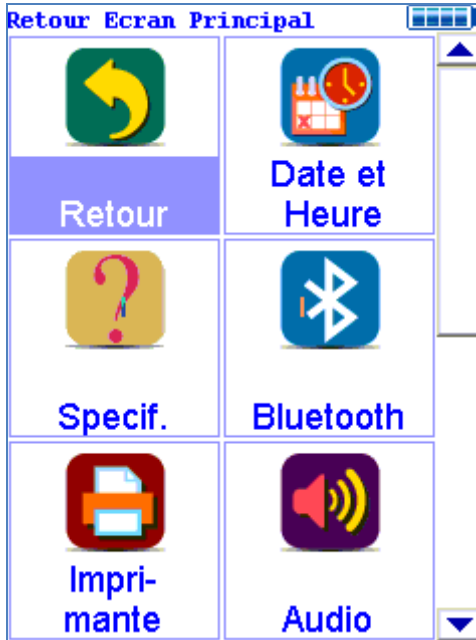 Retour Ecran Principal
Retour
Date et
Heure
Specif.
Bluetooth
Impri-
mante
Audio